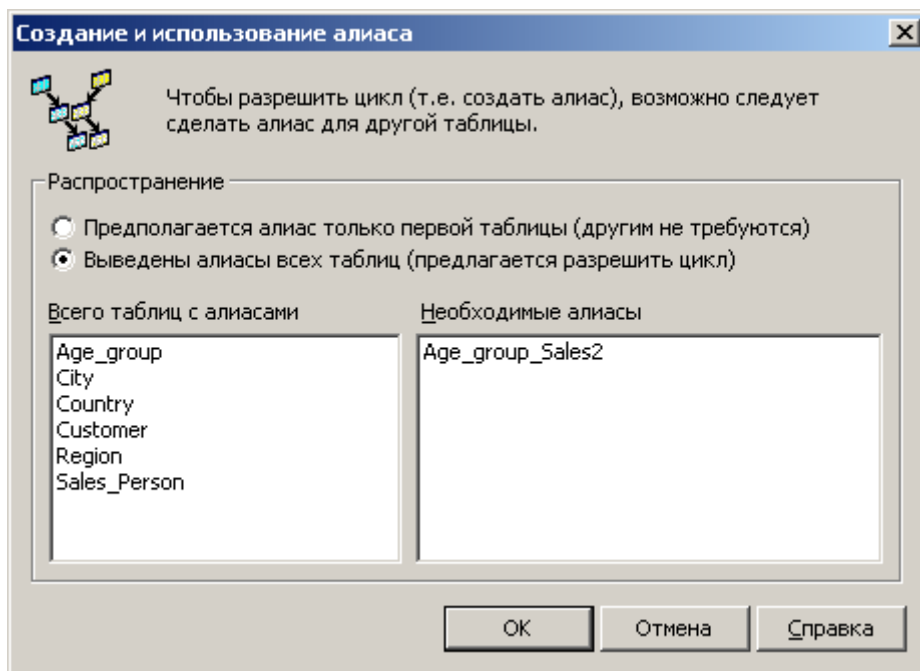 Создание и использование алиаса
Чтобы разрешить цикл (т.е. создать алиас), возможно следует
сделать алиас для другой таблицы.
Распространение
Предполагается алиас только первой таблицы (другим не требуются)
Выведены алиасы всех таблиц (предлагается разрешить цикл)
Всего таблиц с алиасами
Необходимые алиасы
Age_group
Age_group_Sales2
City
Country
Customer
Region
Sales_Person
OK
Отмена
Справка